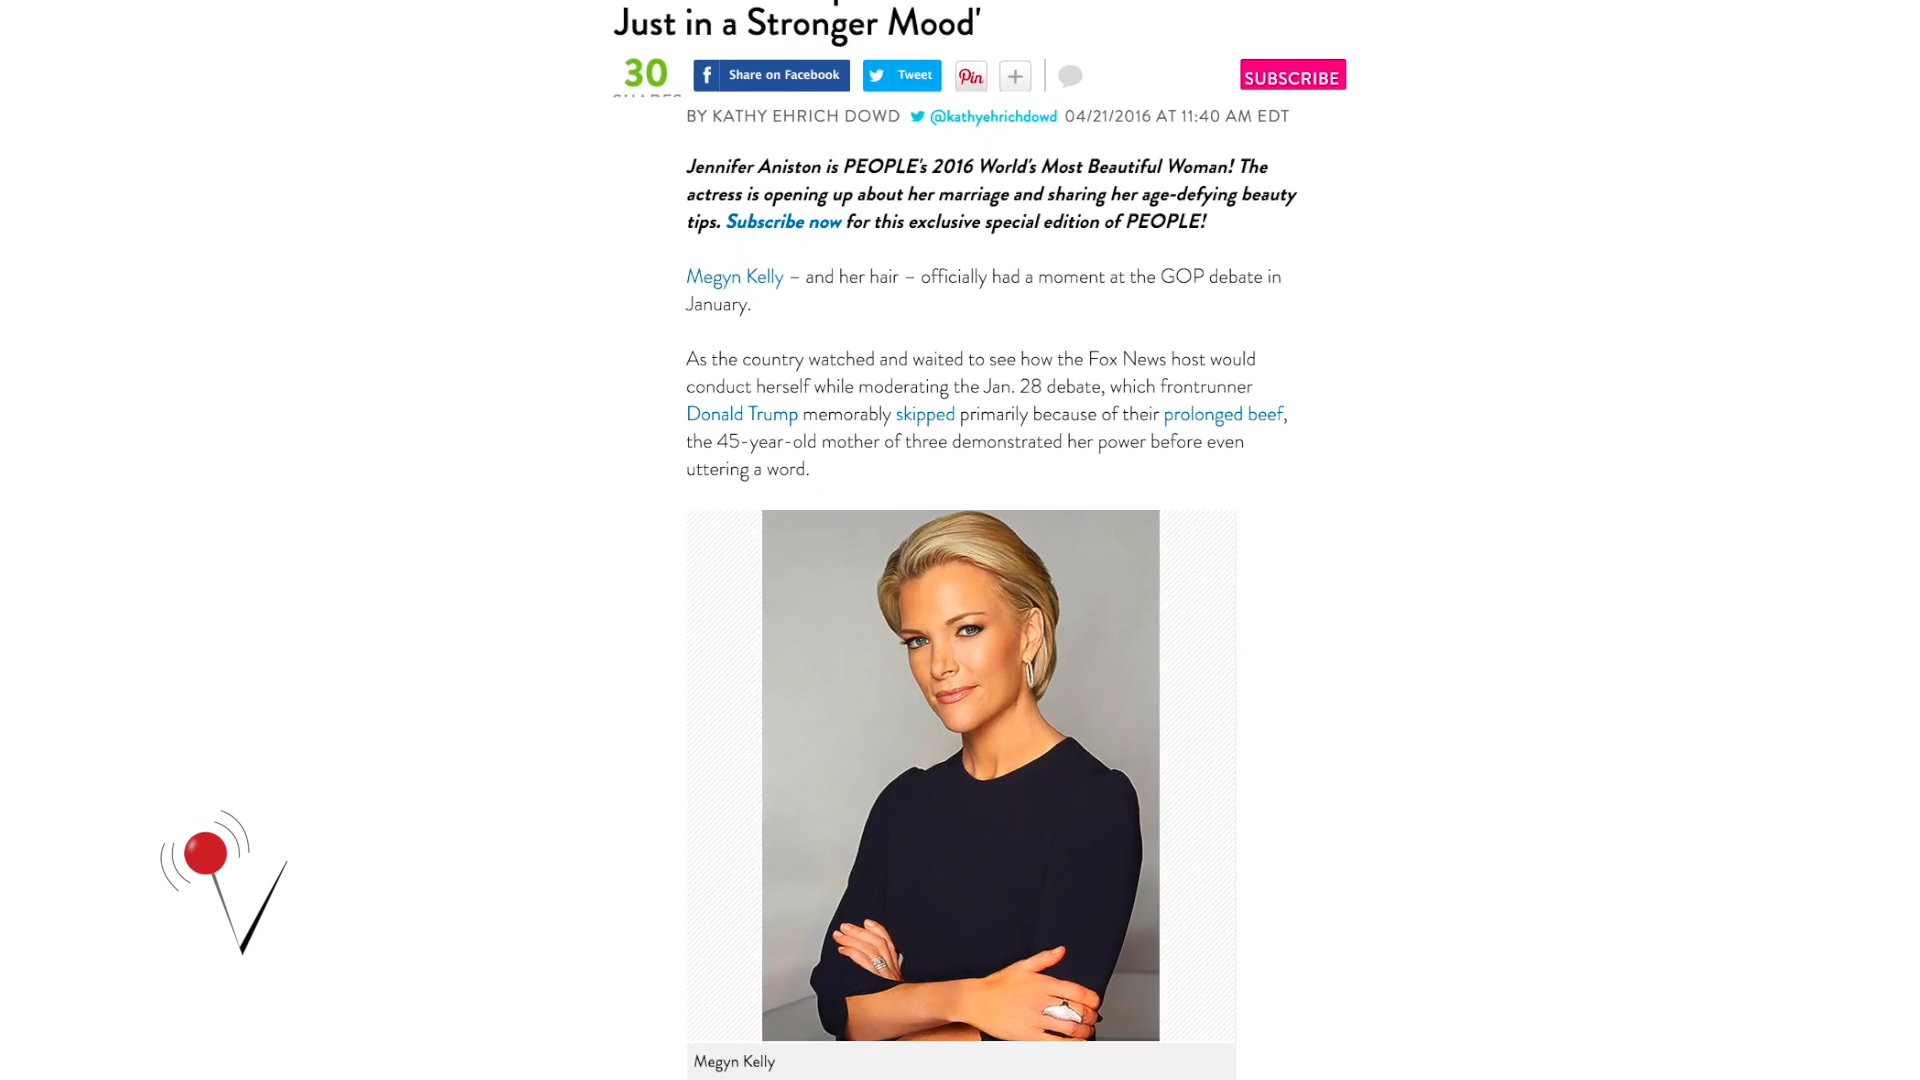 Just in a Stronger Mood'
30
SHARES
f Share on Facebook
Tweet
Pin
+
SUBSCRIBE
BY KATHY EHRICH DOWD @kathyehrichdowd 04/21/2016 AT 11:40 AM EDT
Jennifer Aniston is PEOPLE's 2016 World's Most Beautiful Woman! The
actress is opening up about her marriage and sharing her age-defying beauty
tips. Subscribe now for this exclusive special edition of PEOPLE!
Megyn Kelly – and her hair – officially had a moment at the GOP debate in
January.
As the country watched and waited to see how the Fox News host would
conduct herself while moderating the Jan. 28 debate, which frontrunner
Donald Trump memorably skipped primarily because of their prolonged beef,
the 45-year-old mother of three demonstrated her power before even
uttering a word.
Megyn Kelly